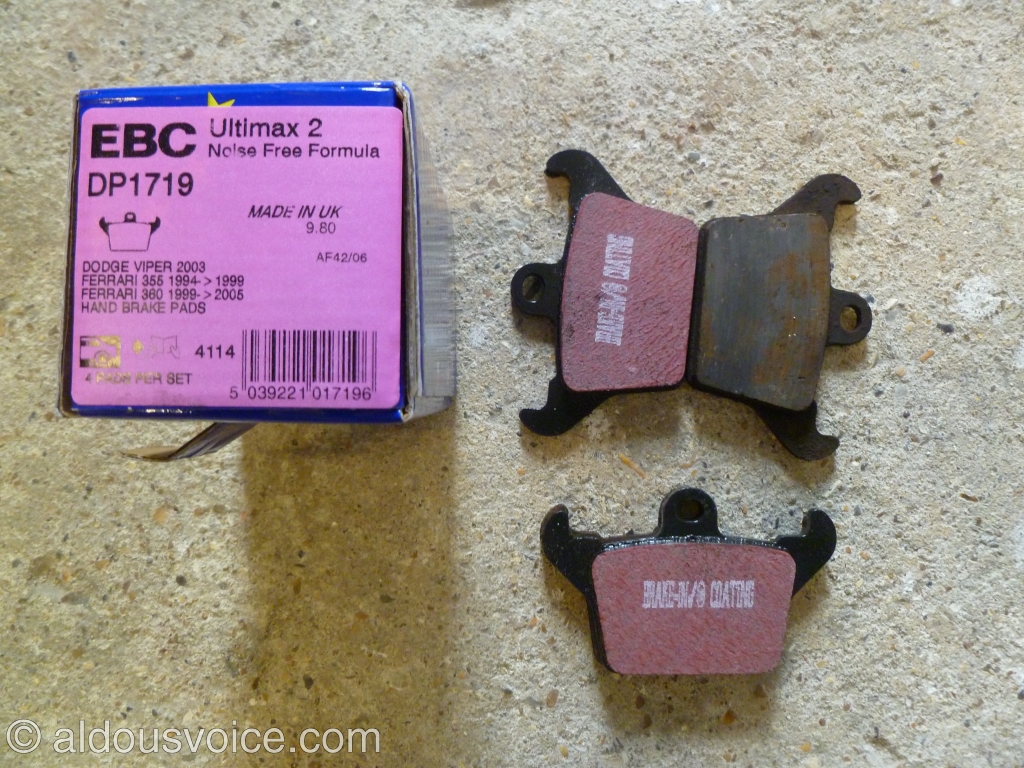 EBC Ultimax 2
Noise Free Formula
DP1719
MADE IN UK
9.80
AF42/06
DODGE VIPER 2003
FERRARI 355 1994->1999
FERRARI 360 1999->2005
HAND BRAKE PADS
4114
4 PADS PER SET
5 039221 017196
BRAKE-IN/® COATING
BRAKE-IN/® COATING
© aldousvoice.com 2